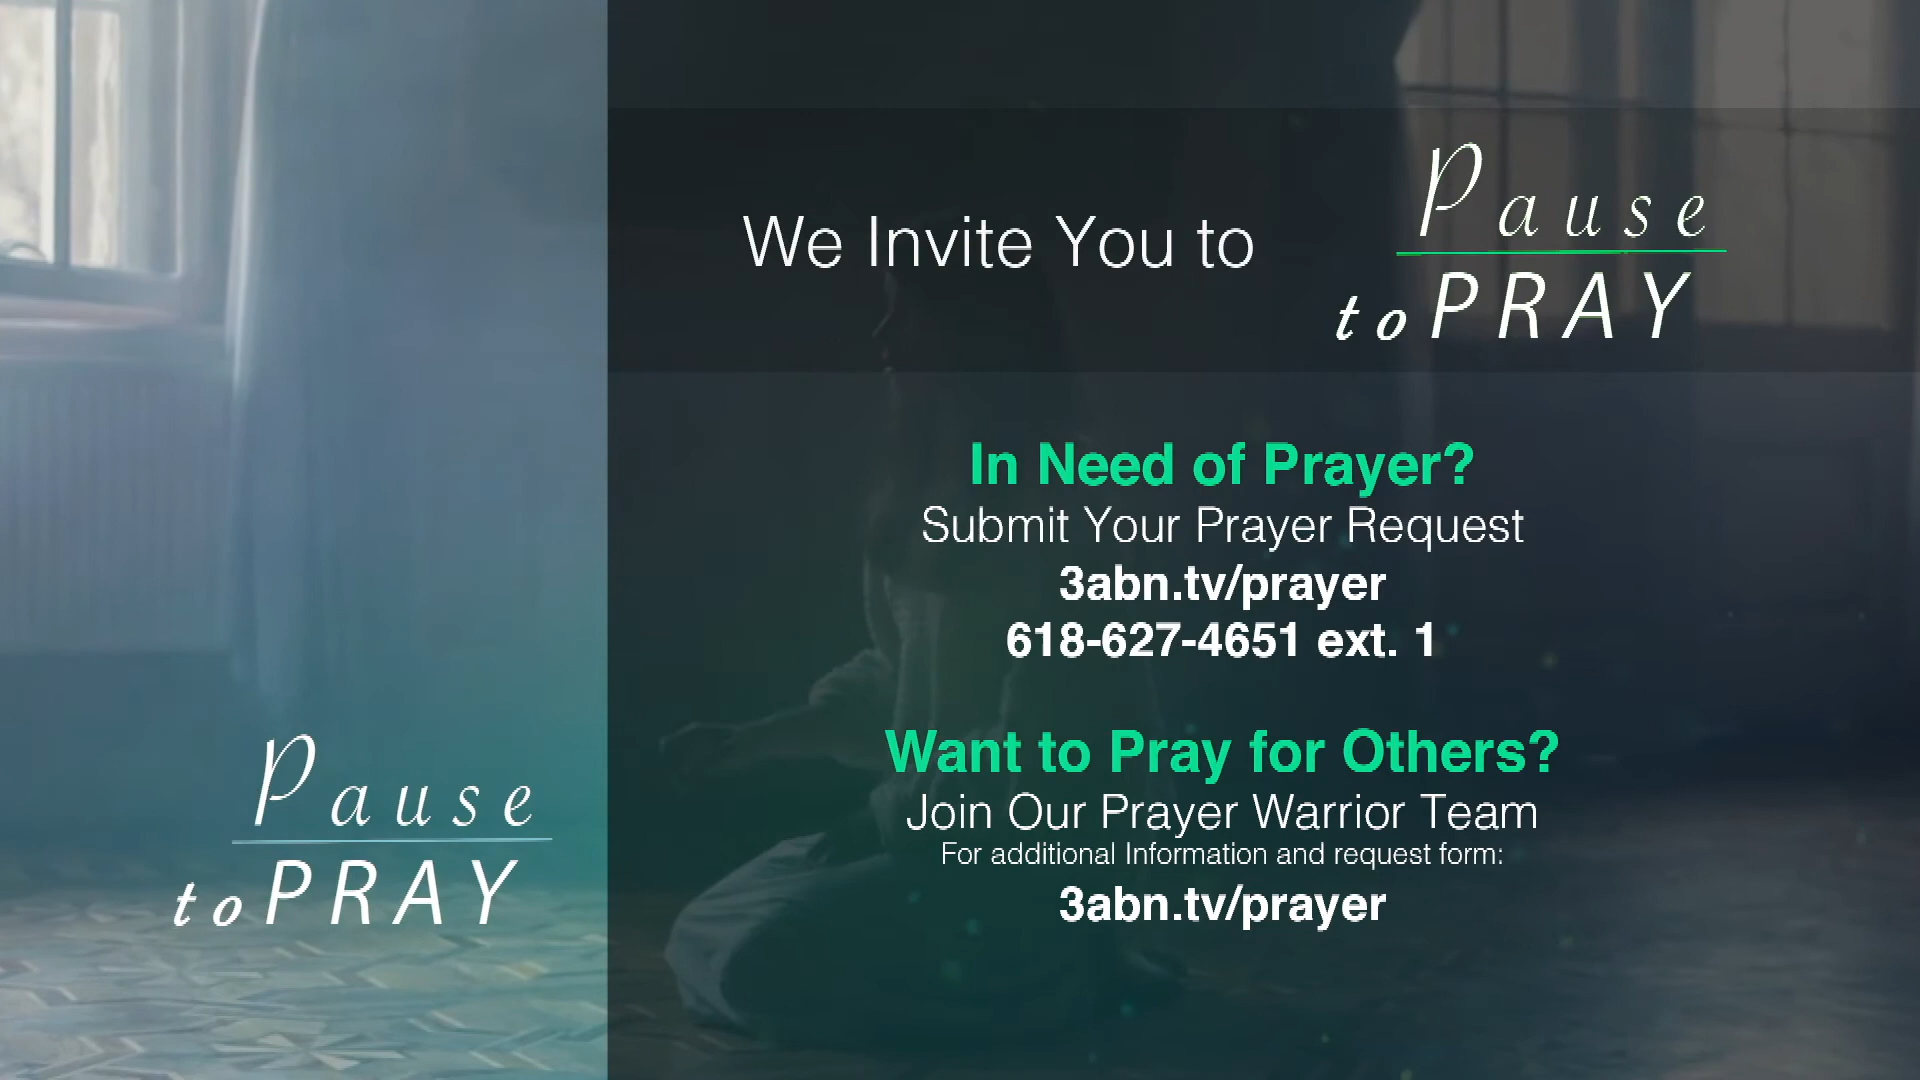 We Invite You to
Pause
to PRAY
In Need of Prayer?
Submit Your Prayer Request
3abn.tv/prayer
618-627-4651 ext. 1
Want to Pray for Others?
Join Our Prayer Warrior Team
For additional Information and request form:
3abn.tv/prayer
Pause
to PRAY